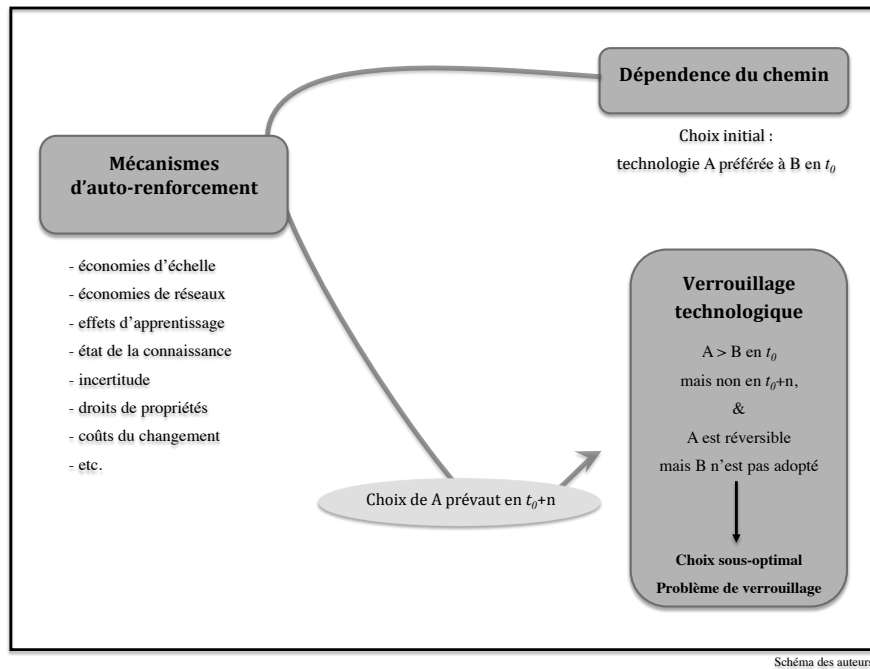 Dépendence du chemin
Choix initial :
technologie A préférée à B en t₀
Mécanismes
d'auto-renforcement
- économies d'échelle
- économies de réseaux
- effets d'apprentissage
- état de la connaissance
- incertitude
- droits de propriétés
- coûts du changement
- etc.
Choix de A prévaut en t₀+n
Verrouillage
technologique
A > B en t₀
mais non en t₀+n,
&
A est réversible
mais B n'est pas adopté
Choix sous-optimal
Problème de verrouillage
Schéma des auteurs